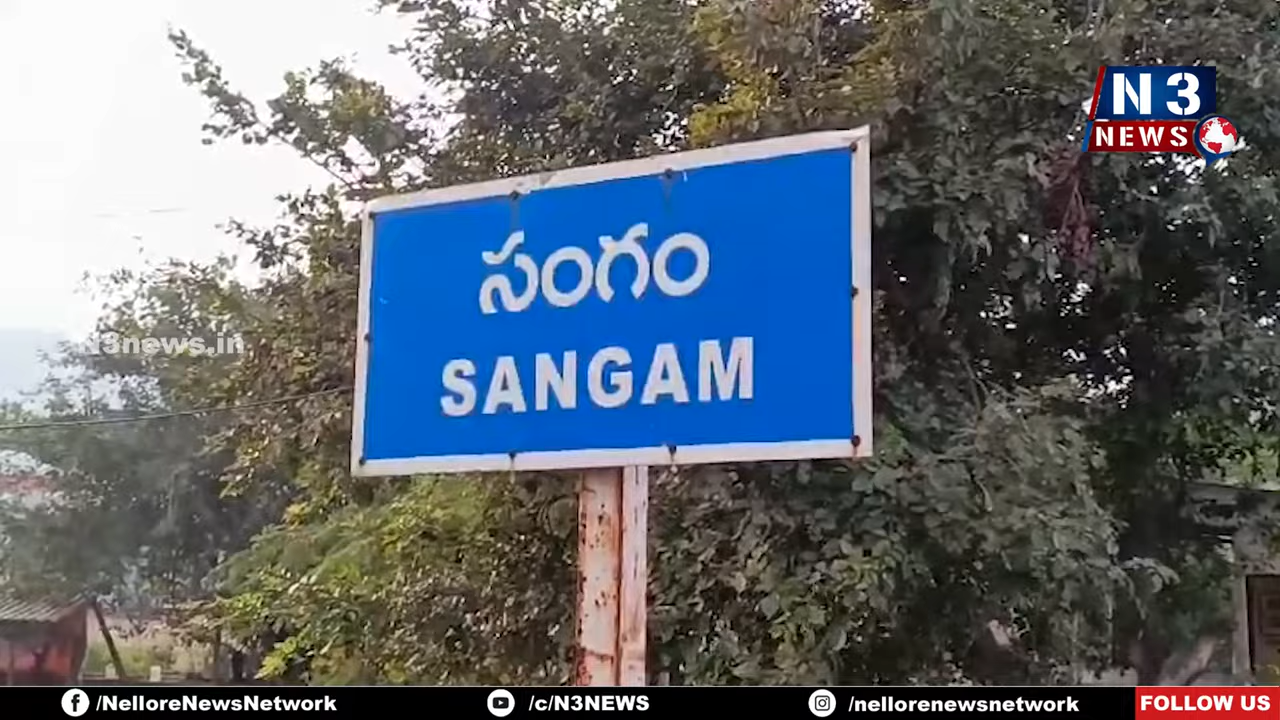 N3
NEWS
సంగం
SANGAM
N3news.in
/NelloreNewsNetwork
/c/N3NEWS
/nellorenewsnetwork
FOLLOW US